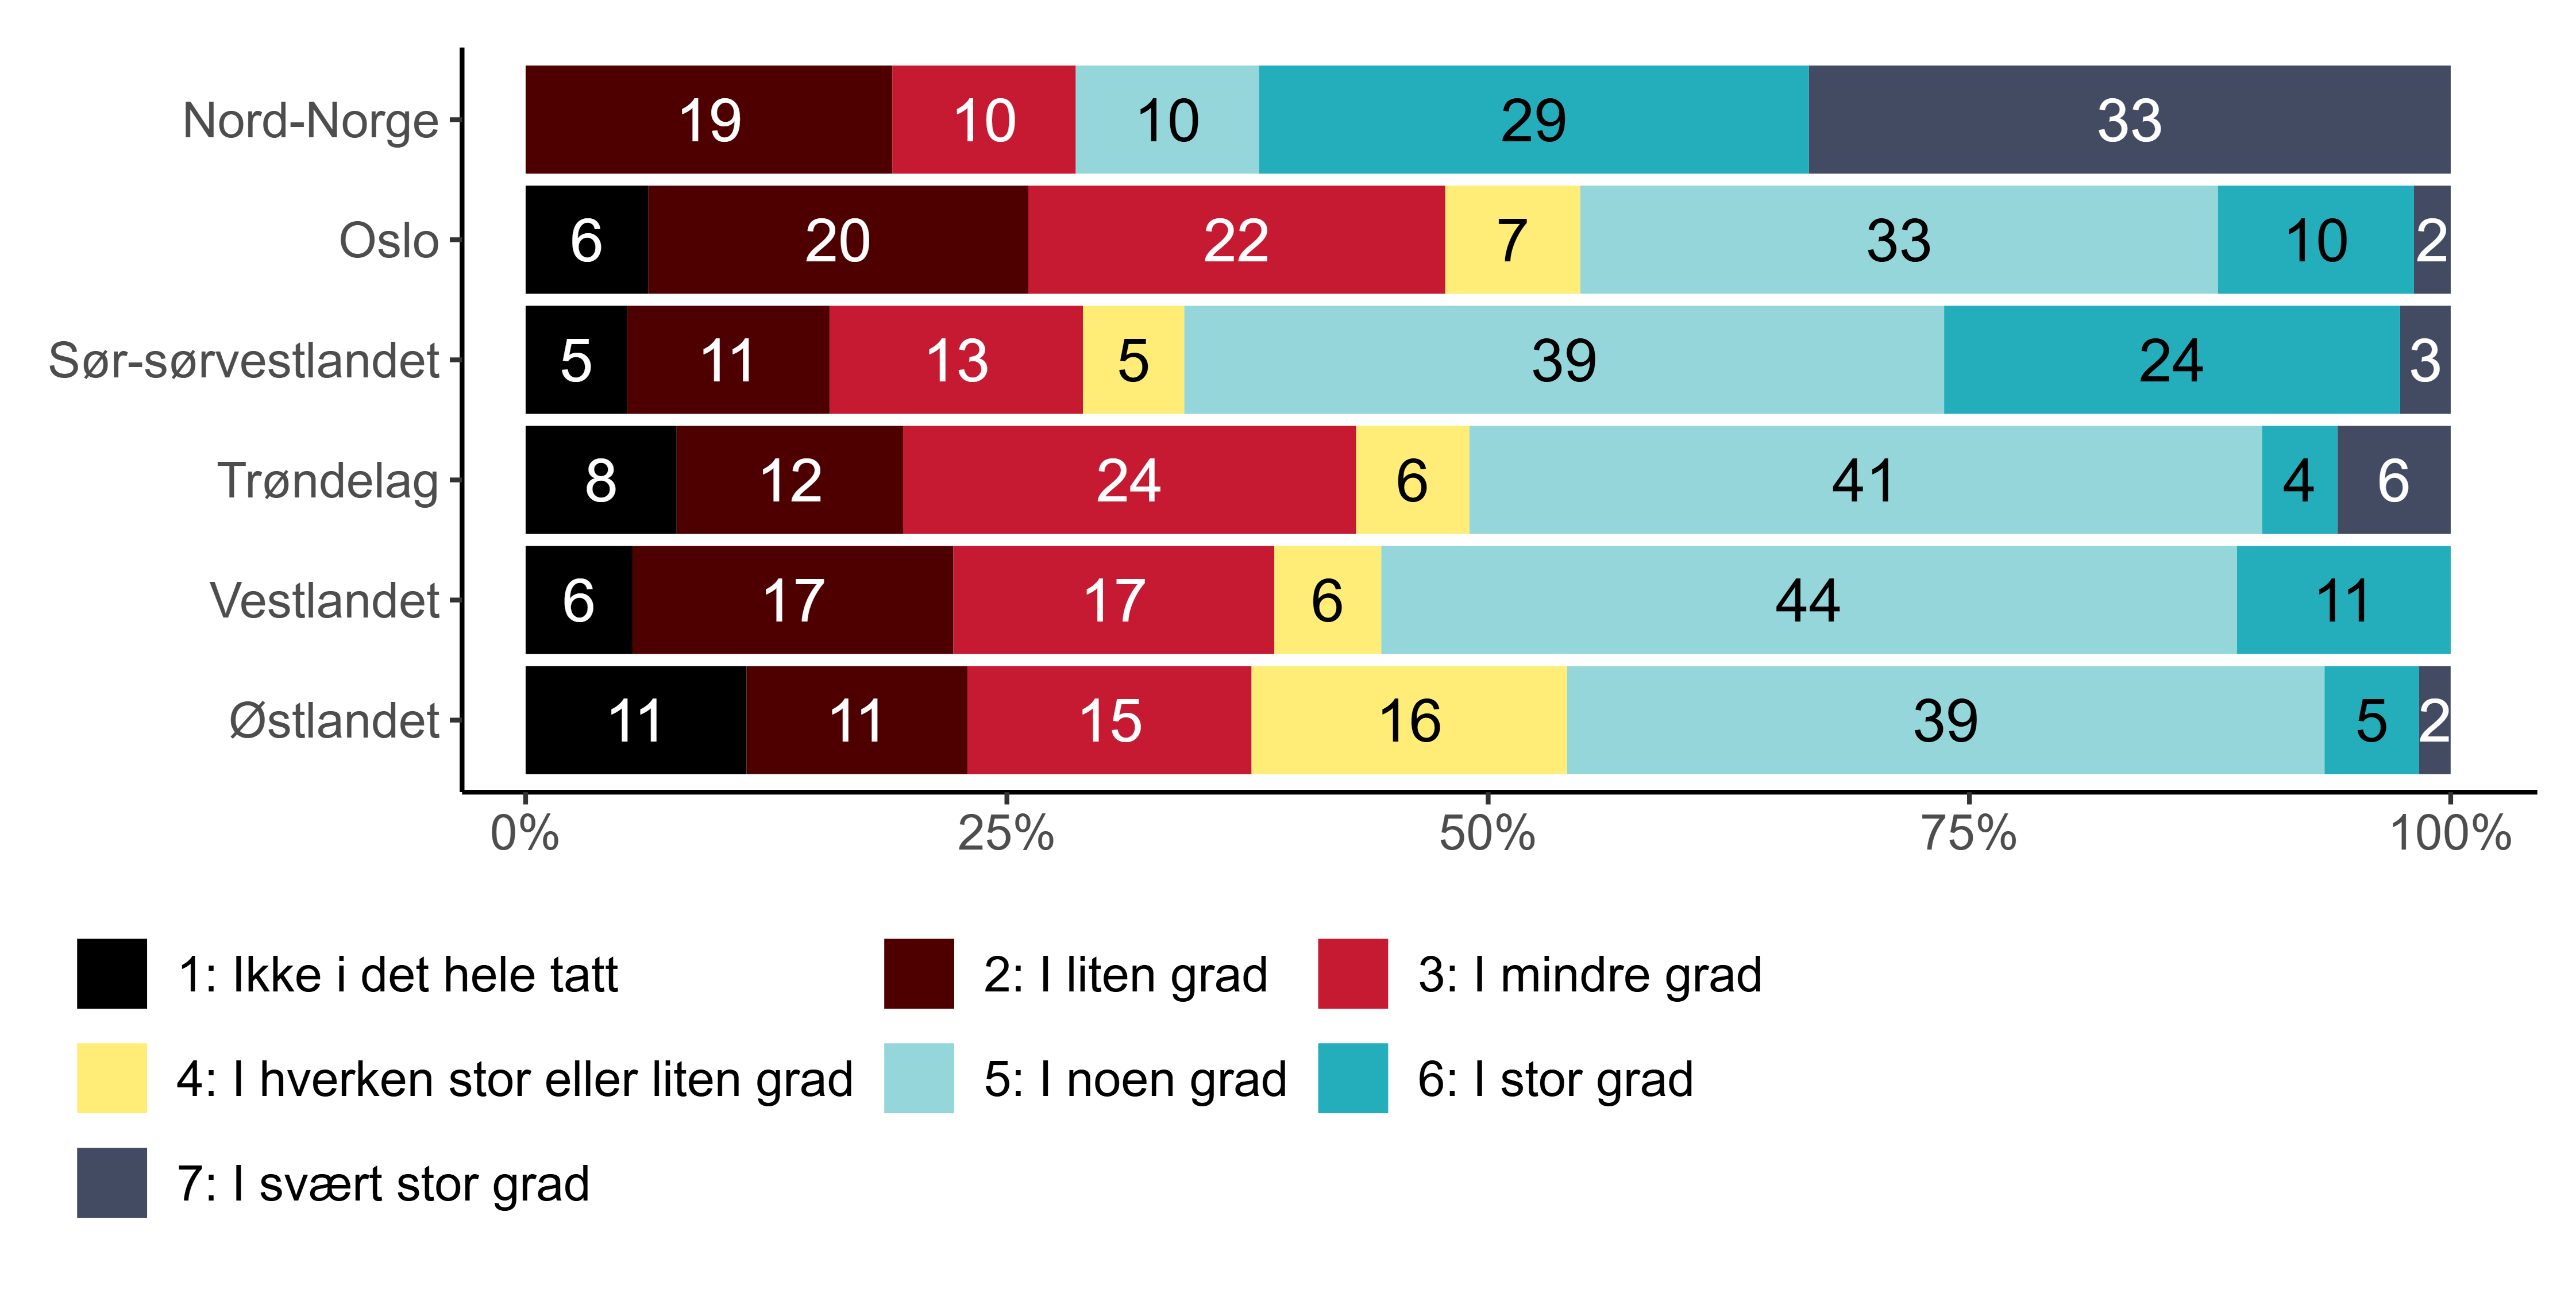 Nord-Norge 19 10 10 29 33
Oslo 6 20 22 7 33 10 2
Sør-sørvestlandet 5 11 13 5 39 24 3
Trøndelag 8 12 24 6 41 4 6
Vestlandet 6 17 17 6 44 11
Østlandet 11 11 15 16 39 5 2
0% 25% 50% 75% 100%
1: Ikke i det hele tatt 2: I liten grad 3: I mindre grad
4: I hverken stor eller liten grad 5: I noen grad 6: I stor grad
7: I svært stor grad